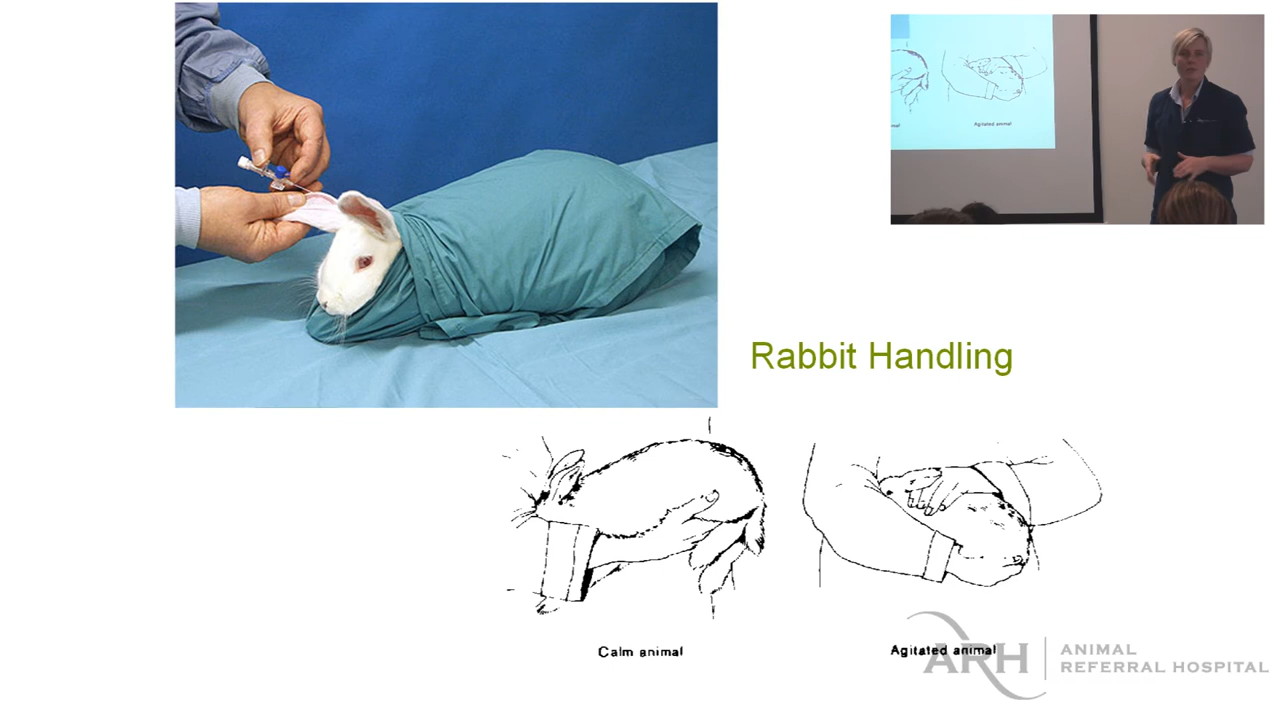 Agitated animal
Rabbit Handling
Calm animal
Agitated animal
ARH
ANIMAL
REFERRAL HOSPITAL